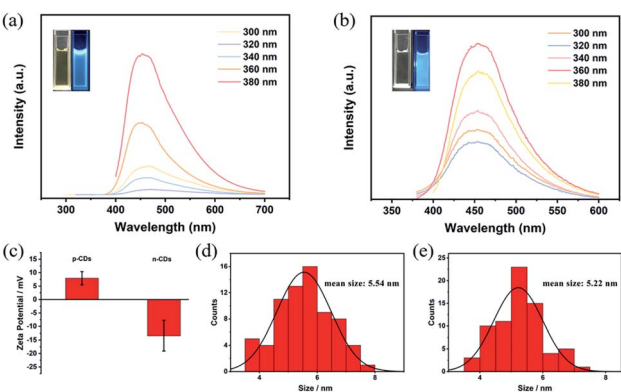 (a)
300 nm
320 nm
340 nm
360 nm
380 nm
Intensity (a.u.)
300 400 500 600 700
Wavelength (nm)
(b)
300 nm
320 nm
340 nm
360 nm
380 nm
Intensity (a.u.)
350 400 450 500 550 600
Wavelength (nm)
(c)
p-CDs n-CDs
Zeta Potential / mV
20
15
10
5
0
-5
-10
-15
-20
-25
(d)
mean size: 5.54 nm
Counts
16
12
8
4
0
4 6 8
Size / nm
(e)
mean size: 5.22 nm
Counts
25
20
15
10
5
0
4 6 8
Size / nm